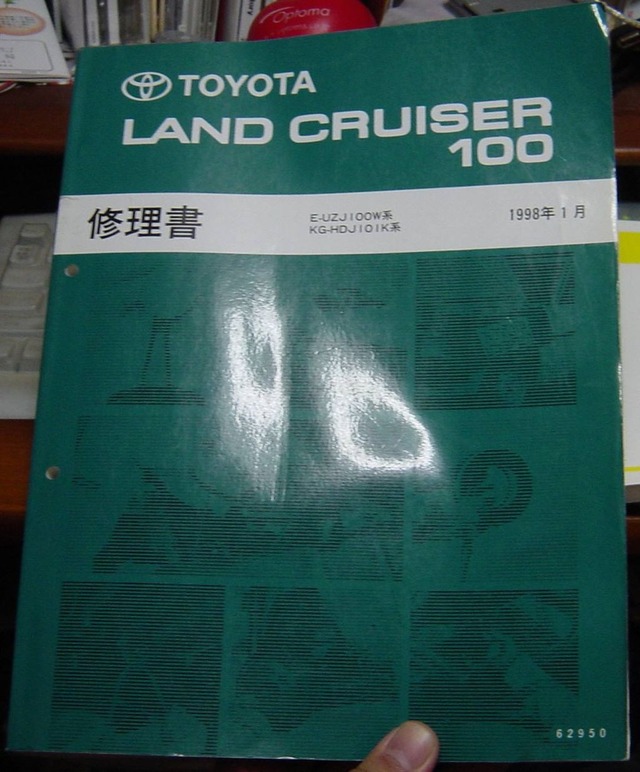 Optoma
TOYOTA
LAND CRUISER
100
修理書
E-UZJ100W系
KG-HDJ101K系
1998年1月
62950